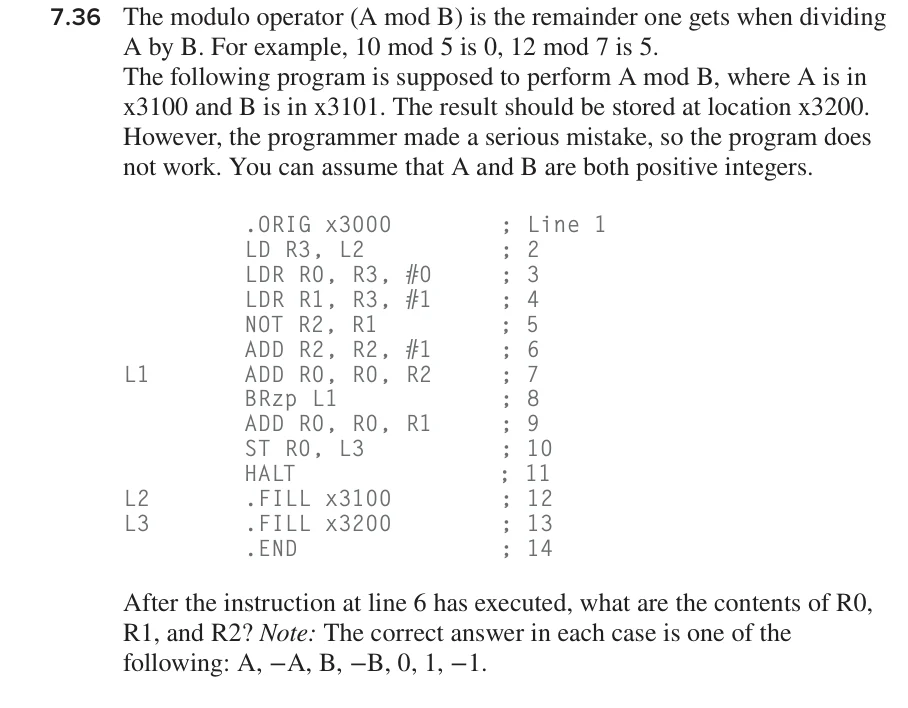 7.36 The modulo operator (A mod B) is the remainder one gets when dividing
A by B. For example, 10 mod 5 is 0, 12 mod 7 is 5.
The following program is supposed to perform A mod B, where A is in
x3100 and B is in x3101. The result should be stored at location x3200.
However, the programmer made a serious mistake, so the program does
not work. You can assume that A and B are both positive integers.
.ORIG x3000 ; Line 1
LD R3, L2 ; 2
LDR R0, R3, #0 ; 3
LDR R1, R3, #1 ; 4
NOT R2, R1 ; 5
ADD R2, R2, #1 ; 6
L1 ADD R0, R0, R2 ; 7
BRzp L1 ; 8
ADD R0, R0, R1 ; 9
ST R0, L3 ; 10
HALT ; 11
L2 .FILL x3100 ; 12
L3 .FILL x3200 ; 13
.END ; 14
After the instruction at line 6 has executed, what are the contents of R0,
R1, and R2? Note: The correct answer in each case is one of the
following: A, −A, B, −B, 0, 1, −1.